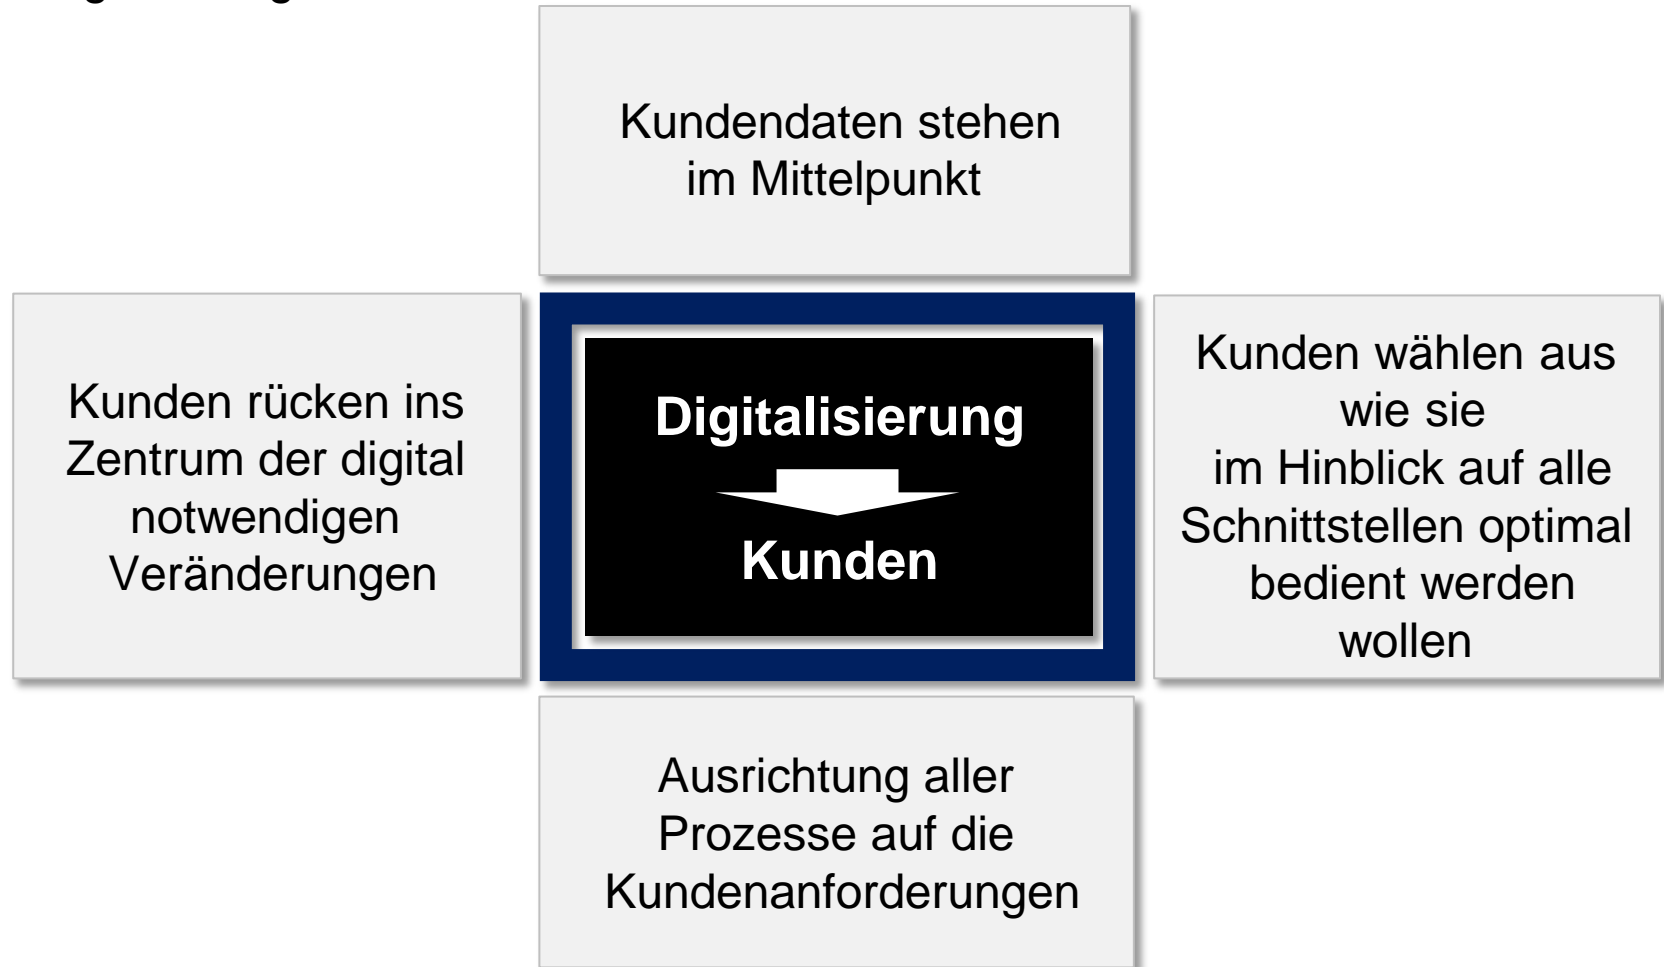 Kundendaten stehen
im Mittelpunkt
Kunden rücken ins
Zentrum der digital
notwendigen
Veränderungen
Digitalisierung
Kunden
Kunden wählen aus
wie sie
im Hinblick auf alle
Schnittstellen optimal
bedient werden
wollen
Ausrichtung aller
Prozesse auf die
Kundenanforderungen